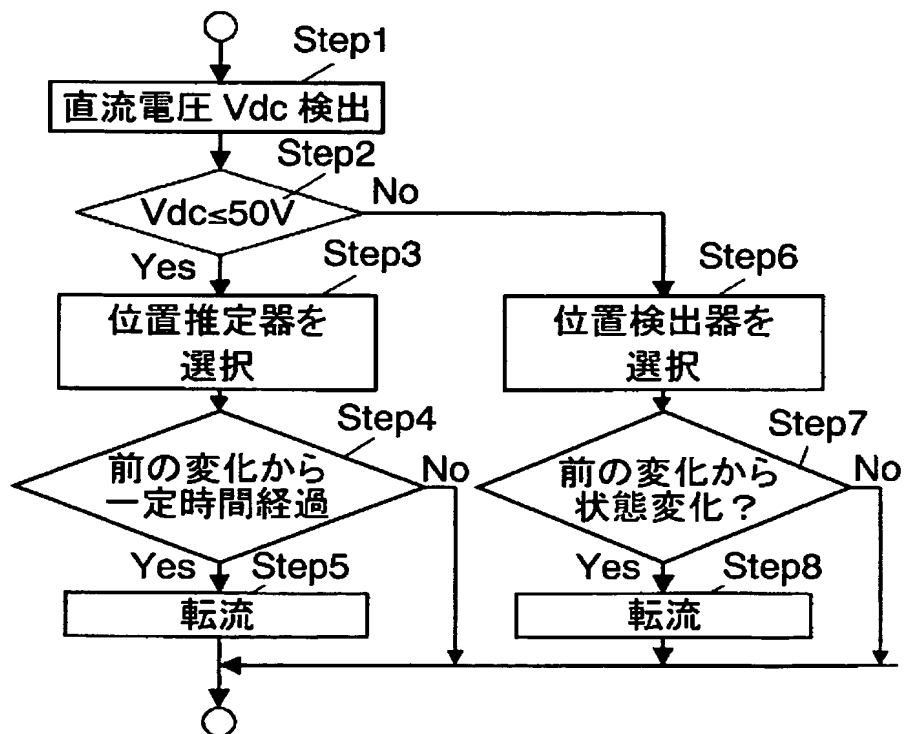 Step1
直流電圧 Vdc 検出
Step2
Vdc≤50V
No
Yes
Step3
位置推定器を
選択
Step4
前の変化から
一定時間経過
No
Yes
Step5
転流
Step6
位置検出器を
選択
Step7
前の変化から
状態変化？
No
Yes
Step8
転流